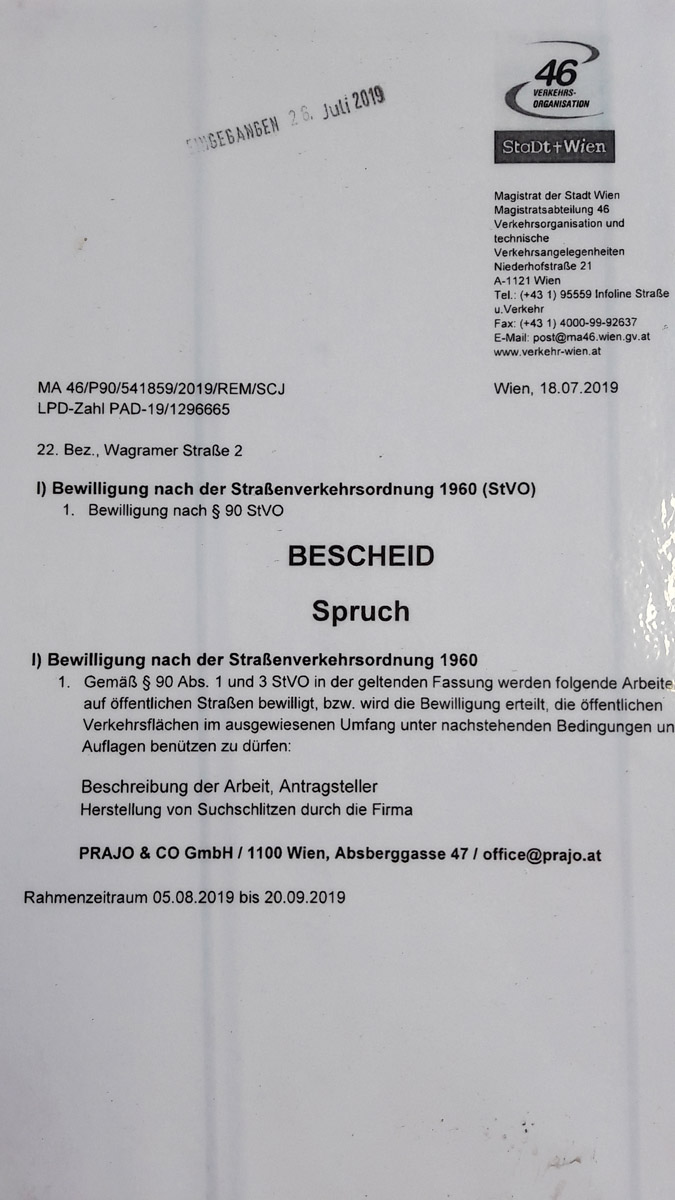 EINGEGANGEN 26. Juli 2019
46
VERKEHRS-
ORGANISATION
StaDt+Wien
Magistrat der Stadt Wien
Magistratsabteilung 46
Verkehrsorganisation und
technische
Verkehrsangelegenheiten
Niederhofstraße 21
A-1121 Wien
Tel.: (+43 1) 95559 Infoline Straße
u.Verkehr
Fax: (+43 1) 4000-99-92637
E-Mail: post@ma46.wien.gv.at
www.verkehr-wien.at
MA 46/P90/541859/2019/REM/SCJ
Wien, 18.07.2019
LPD-Zahl PAD-19/1296665
22. Bez., Wagramer Straße 2
I) Bewilligung nach der Straßenverkehrsordnung 1960 (StVO)
1. Bewilligung nach § 90 StVO
BESCHEID
Spruch
I) Bewilligung nach der Straßenverkehrsordnung 1960
1. Gemäß § 90 Abs. 1 und 3 StVO in der geltenden Fassung werden folgende Arbeite
auf öffentlichen Straßen bewilligt, bzw. wird die Bewilligung erteilt, die öffentlichen
Verkehrsflächen im ausgewiesenen Umfang unter nachstehenden Bedingungen un
Auflagen benützen zu dürfen:
Beschreibung der Arbeit, Antragsteller
Herstellung von Suchschlitzen durch die Firma
PRAJO & CO GmbH / 1100 Wien, Absberggasse 47 / office@prajo.at
Rahmenzeitraum 05.08.2019 bis 20.09.2019